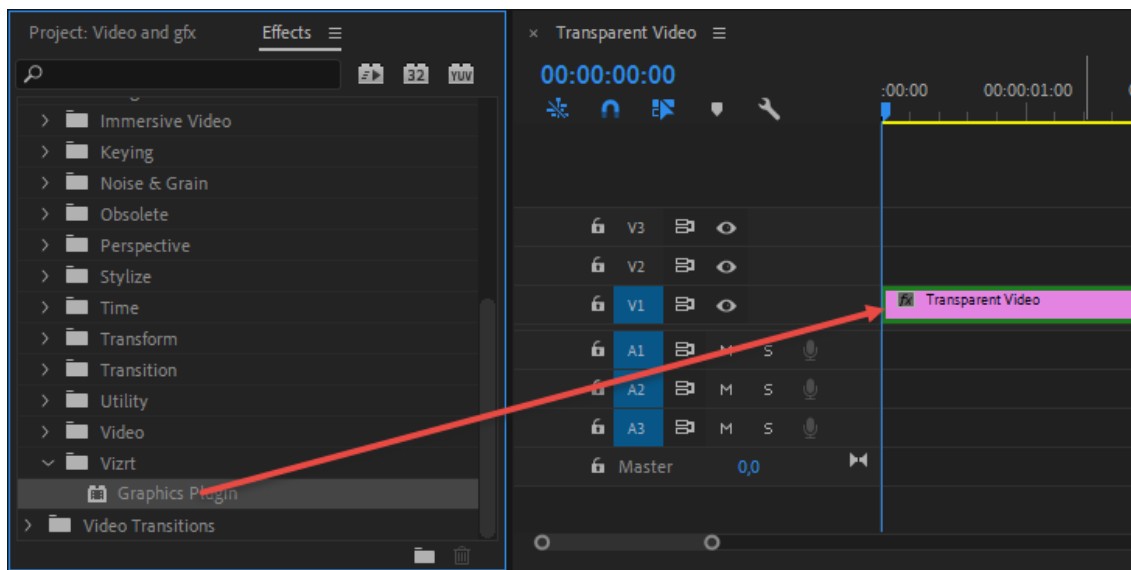 Project: Video and gfx
Effects
32
YUV
Immersive Video
Keying
Noise & Grain
Obsolete
Perspective
Stylize
Time
Transform
Transition
Utility
Video
Vizrt
Graphics Plugin
Video Transitions
× Transparent Video
00:00:00:00
:00:00 00:00:01:00
V3
V2
V1
fx Transparent Video
A1 M S
A2 M S
A3 M S
Master 0,0